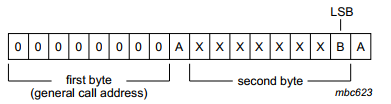 LSB
0 0 0 0 0 0 0 0 A X X X X X X X B A
first byte second byte
(general call address)
mbc623